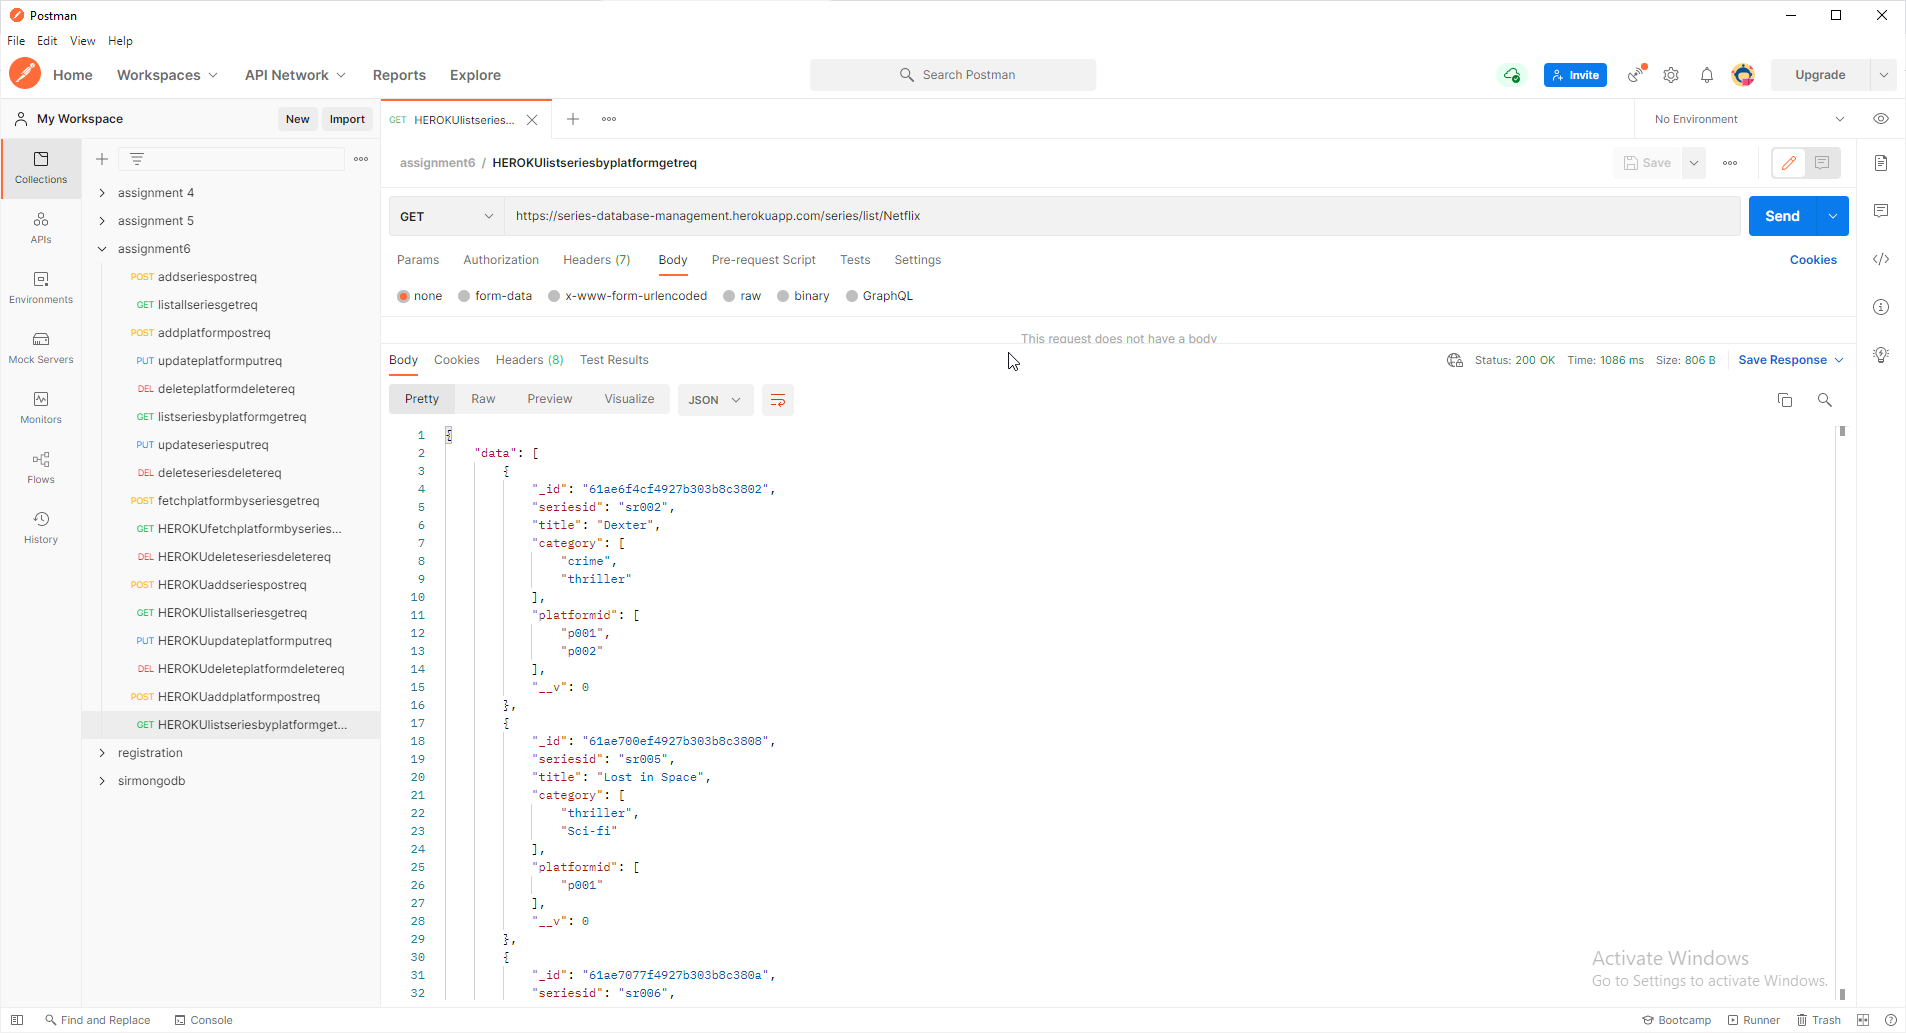 Postman
File Edit View Help
Home Workspaces API Network Reports Explore Search Postman Invite Upgrade
My Workspace New Import
GET HEROKUlistseries... No Environment
Collections
APIs
Environments
Mock Servers
Monitors
Flows
History
assignment 4
assignment 5
assignment6
POST addseriespostreq
GET listallseriesgetreq
POST addplatformpostreq
PUT updateplatformputreq
DEL deleteplatformdeletereq
GET listseriesbyplatformgetreq
PUT updateseriesputreq
DEL deleteseriesdeletereq
POST fetchplatformbyseriesgetreq
GET HEROKUfetchplatformbyseries...
DEL HEROKUdeleteseriesdeletereq
POST HEROKUaddseriespostreq
GET HEROKUlistallseriesgetreq
PUT HEROKUupdateplatformputreq
DEL HEROKUdeleteplatformdeletereq
POST HEROKUaddplatformpostreq
GET HEROKUlistseriesbyplatformget...
registration
sirmongodb
assignment6 / HEROKUlistseriesbyplatformgetreq Save
GET https://series-database-management.herokuapp.com/series/list/Netflix Send
Params Authorization Headers (7) Body Pre-request Script Tests Settings Cookies
none form-data x-www-form-urlencoded raw binary GraphQL
This request does not have a body
Body Cookies Headers (8) Test Results Status: 200 OK Time: 1086 ms Size: 806 B Save Response
Pretty Raw Preview Visualize JSON
1 {
2 "data": [
3 {
4 "_id": "61ae6f4cf4927b303b8c3802",
5 "seriesid": "sr002",
6 "title": "Dexter",
7 "category": [
8 "crime",
9 "thriller"
10 ],
11 "platformid": [
12 "p001",
13 "p002"
14 ],
15 "__v": 0
16 },
17 {
18 "_id": "61ae700ef4927b303b8c3808",
19 "seriesid": "sr005",
20 "title": "Lost in Space",
21 "category": [
22 "thriller",
23 "Sci-fi"
24 ],
25 "platformid": [
26 "p001"
27 ],
28 "__v": 0
29 },
30 {
31 "_id": "61ae7077f4927b303b8c380a",
32 "seriesid": "sr006",
Activate Windows
Go to Settings to activate Windows.
Find and Replace Console Bootcamp Runner Trash